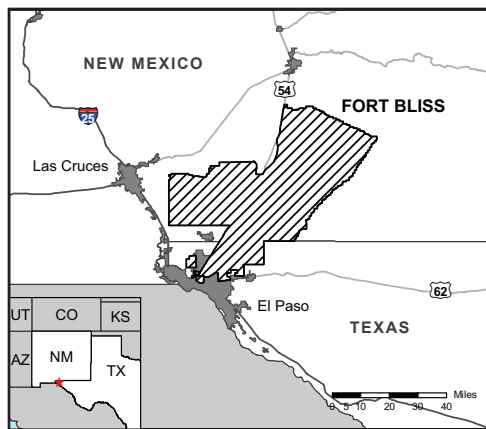 NEW MEXICO
54
FORT BLISS
25
Las Cruces
62
El Paso
TEXAS
UT
CO
KS
AZ
NM
TX
Miles
0 5 10 20 30 40